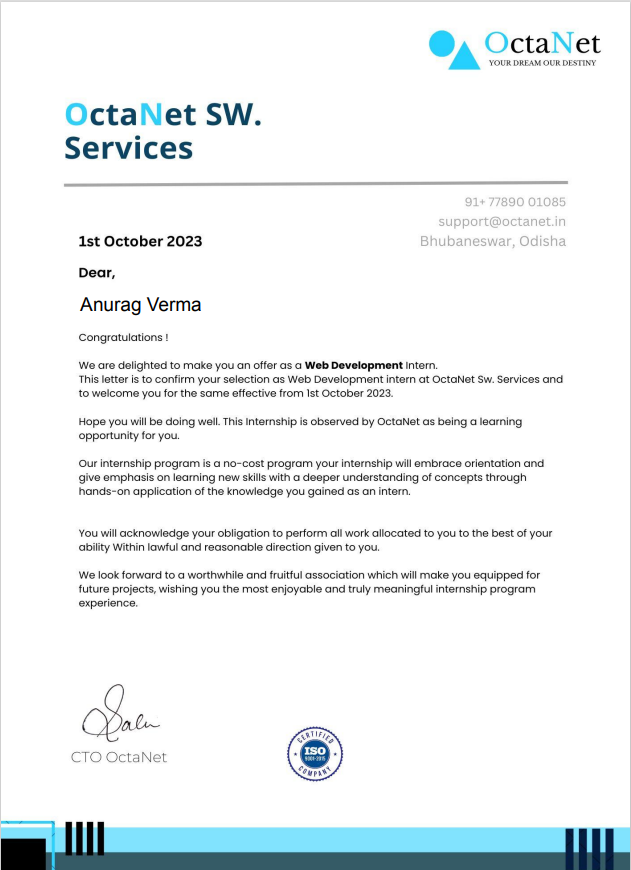 OctaNet
YOUR DREAM OUR DESTINY
OctaNet SW.
Services
91+ 77890 01085
support@octanet.in
1st October 2023
Bhubaneswar, Odisha
Dear,
Anurag Verma
Congratulations !
We are delighted to make you an offer as a Web Development Intern.
This letter is to confirm your selection as Web Development intern at OctaNet Sw. Services and
to welcome you for the same effective from 1st October 2023.
Hope you will be doing well. This Internship is observed by OctaNet as being a learning
opportunity for you.
Our internship program is a no-cost program your internship will embrace orientation and
give emphasis on learning new skills with a deeper understanding of concepts through
hands-on application of the knowledge you gained as an intern.
You will acknowledge your obligation to perform all work allocated to you to the best of your
ability Within lawful and reasonable direction given to you.
We look forward to a worthwhile and fruitful association which will make you equipped for
future projects, wishing you the most enjoyable and truly meaningful internship program
experience.
CTO OctaNet
CERTIFIED
ISO
9001-2015
COMPANY